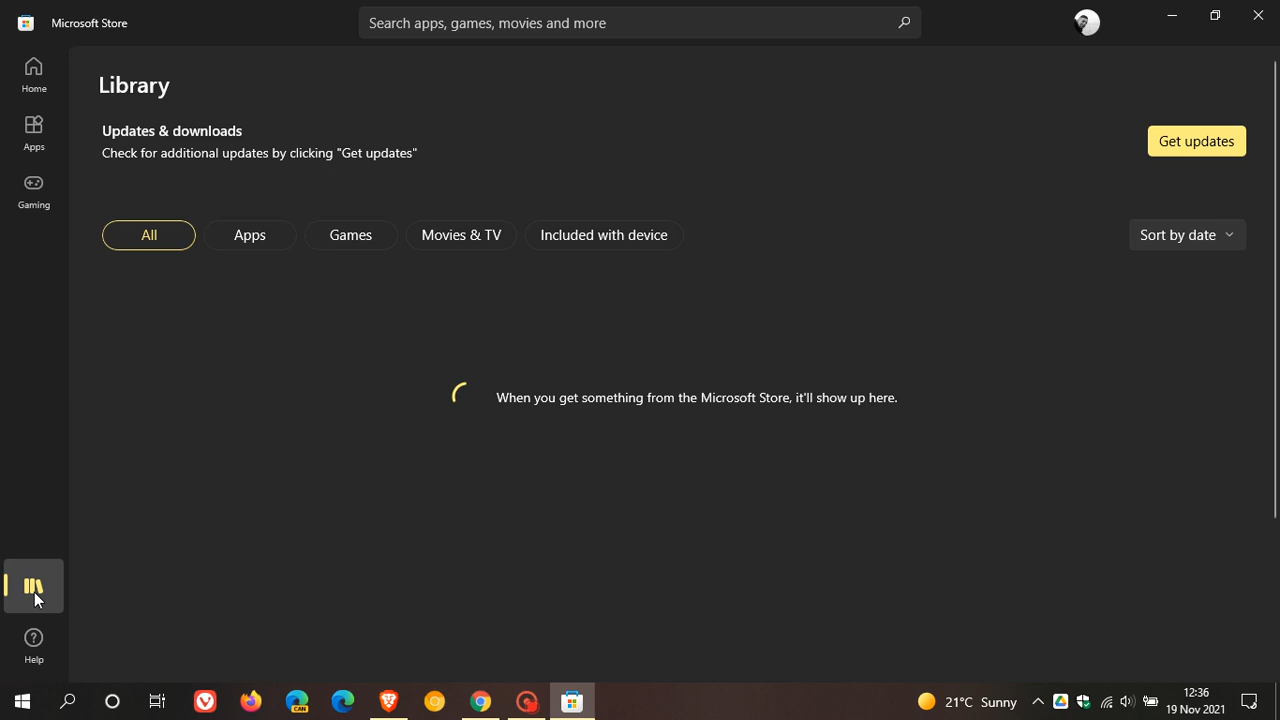 Microsoft Store
Search apps, games, movies and more
Home
Apps
Gaming
Library
Updates & downloads
Check for additional updates by clicking "Get updates"
Get updates
All
Apps
Games
Movies & TV
Included with device
Sort by date
When you get something from the Microsoft Store, it'll show up here.
Help
CAN
21°C Sunny
12:36
19 Nov 2021